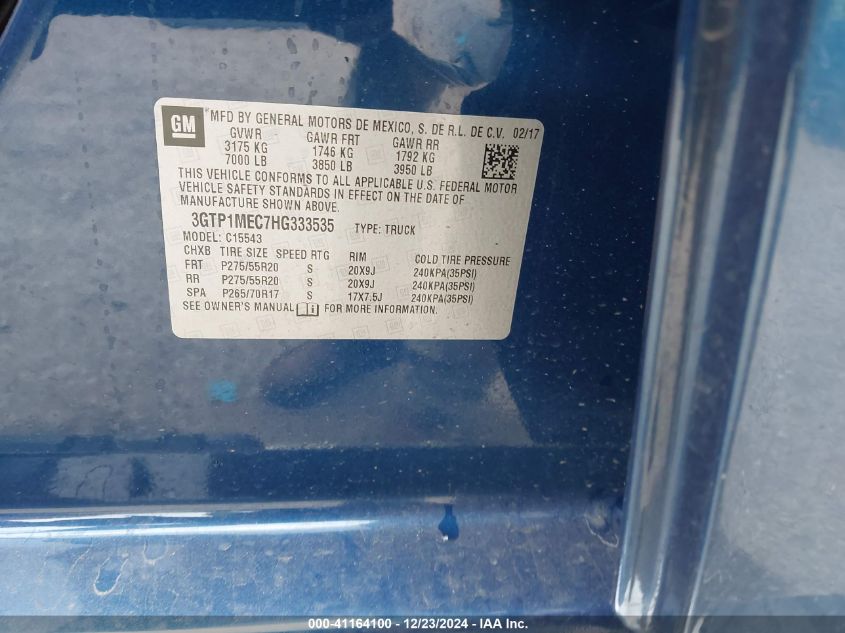 GM MFD BY GENERAL MOTORS DE MEXICO, S. DE R.L. DE C.V. 02/17
GVWR GAWR FRT GAWR RR
3175 KG 1746 KG 1792 KG
7000 LB 3850 LB 3950 LB
THIS VEHICLE CONFORMS TO ALL APPLICABLE U.S. FEDERAL MOTOR
VEHICLE SAFETY STANDARDS IN EFFECT ON THE DATE OF
MANUFACTURE SHOWN ABOVE.
3GTP1MEC7HG333535 TYPE: TRUCK
MODEL: C15543
CHXB TIRE SIZE SPEED RTG RIM COLD TIRE PRESSURE
FRT P275/55R20 S 20X9J 240KPA(35PSI)
RR P275/55R20 S 20X9J 240KPA(35PSI)
SPA P265/70R17 S 17X7.5J 240KPA(35PSI)
SEE OWNER'S MANUAL FOR MORE INFORMATION.
000-41164100 - 12/23/2024 - IAA Inc.